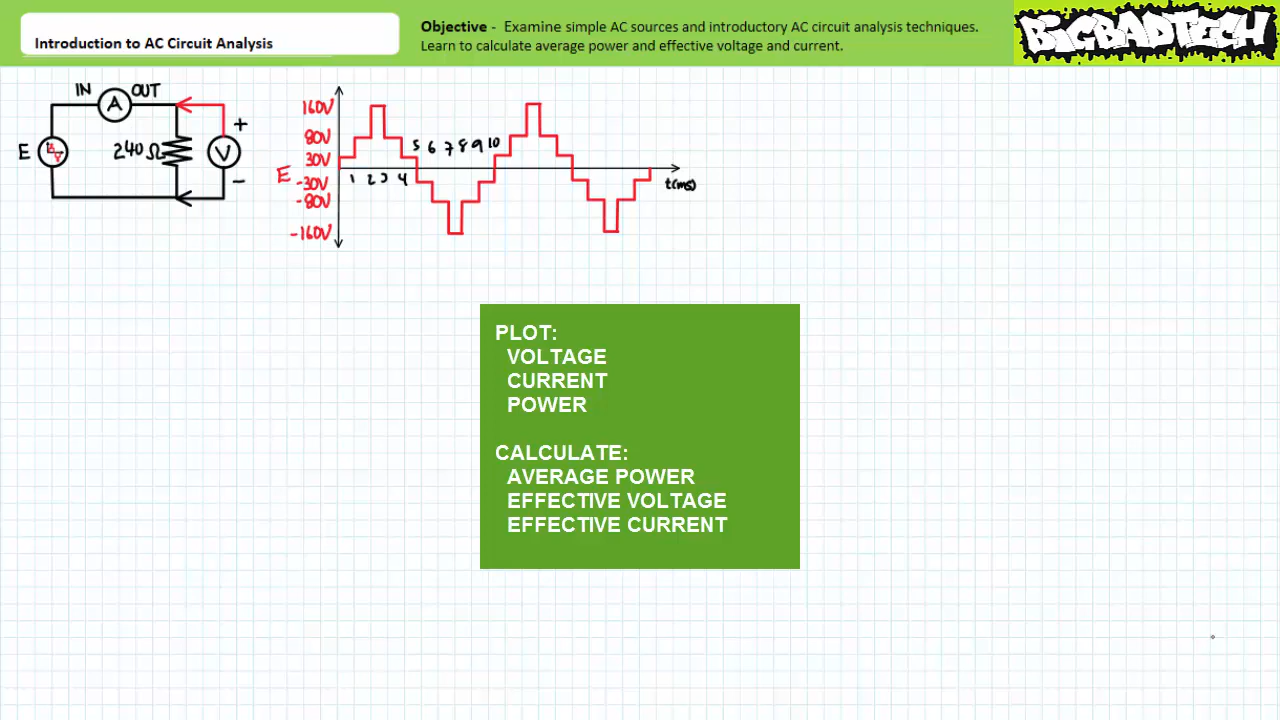 Introduction to AC Circuit Analysis
Objective - Examine simple AC sources and introductory AC circuit analysis techniques.
Learn to calculate average power and effective voltage and current.
BIGBADTECH
IN A OUT
E 240Ω V
+
-
160V
80V
30V
E
-30V
-80V
-160V
5 6 7 8 9 10
1 2 3 4
t(ms)
PLOT:
VOLTAGE
CURRENT
POWER
CALCULATE:
AVERAGE POWER
EFFECTIVE VOLTAGE
EFFECTIVE CURRENT